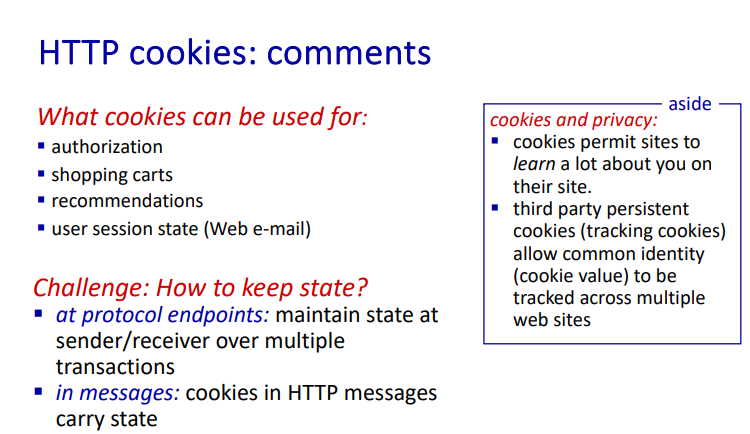 HTTP cookies: comments
What cookies can be used for:
▪ authorization
▪ shopping carts
▪ recommendations
▪ user session state (Web e-mail)
Challenge: How to keep state?
▪ at protocol endpoints: maintain state at
sender/receiver over multiple
transactions
▪ in messages: cookies in HTTP messages
carry state
aside
cookies and privacy:
▪ cookies permit sites to
learn a lot about you on
their site.
▪ third party persistent
cookies (tracking cookies)
allow common identity
(cookie value) to be
tracked across multiple
web sites